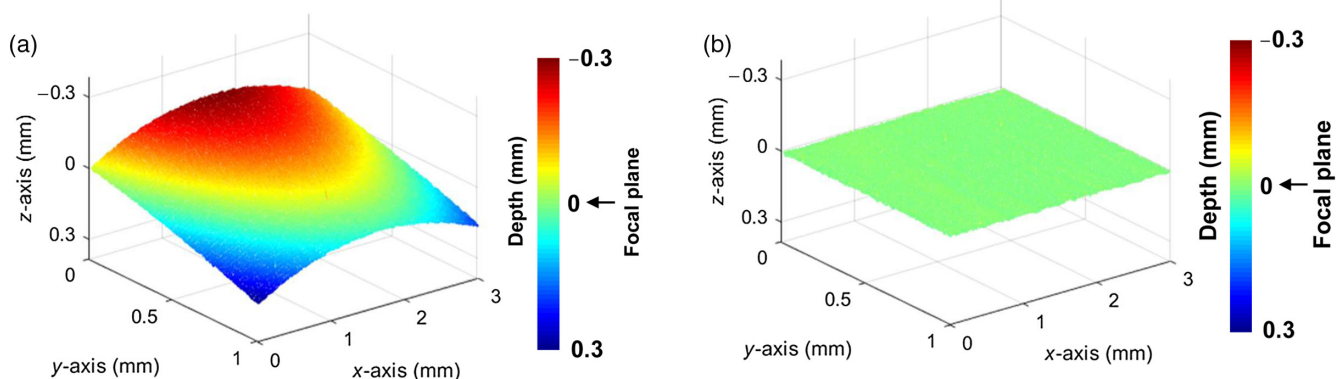 (a)
−0.3
0
0.3
z-axis (mm)
0
0.5
1
y-axis (mm)
0
1
2
3
x-axis (mm)
−0.3
0
0.3
Depth (mm)
Focal plane
(b)
−0.3
0
0.3
z-axis (mm)
0
0.5
1
y-axis (mm)
0
1
2
3
x-axis (mm)
−0.3
0
0.3
Depth (mm)
Focal plane